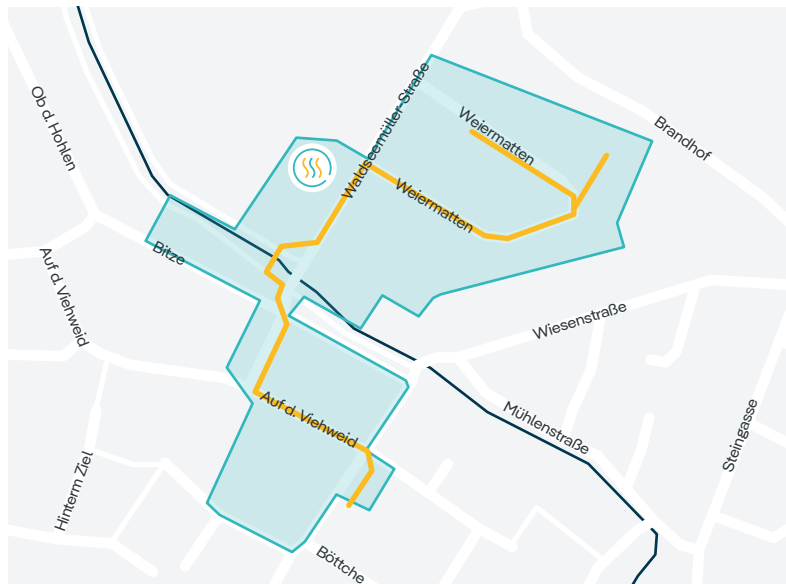 Ob d. Hohlen
Waldseemüller-Straße
Weiermatten
Brandhof
Weiermatten
Bitze
Auf d. Viehweid
Wiesenstraße
Auf d. Viehweid
Mühlenstraße
Steingasse
Hinterm Ziel
Böttche